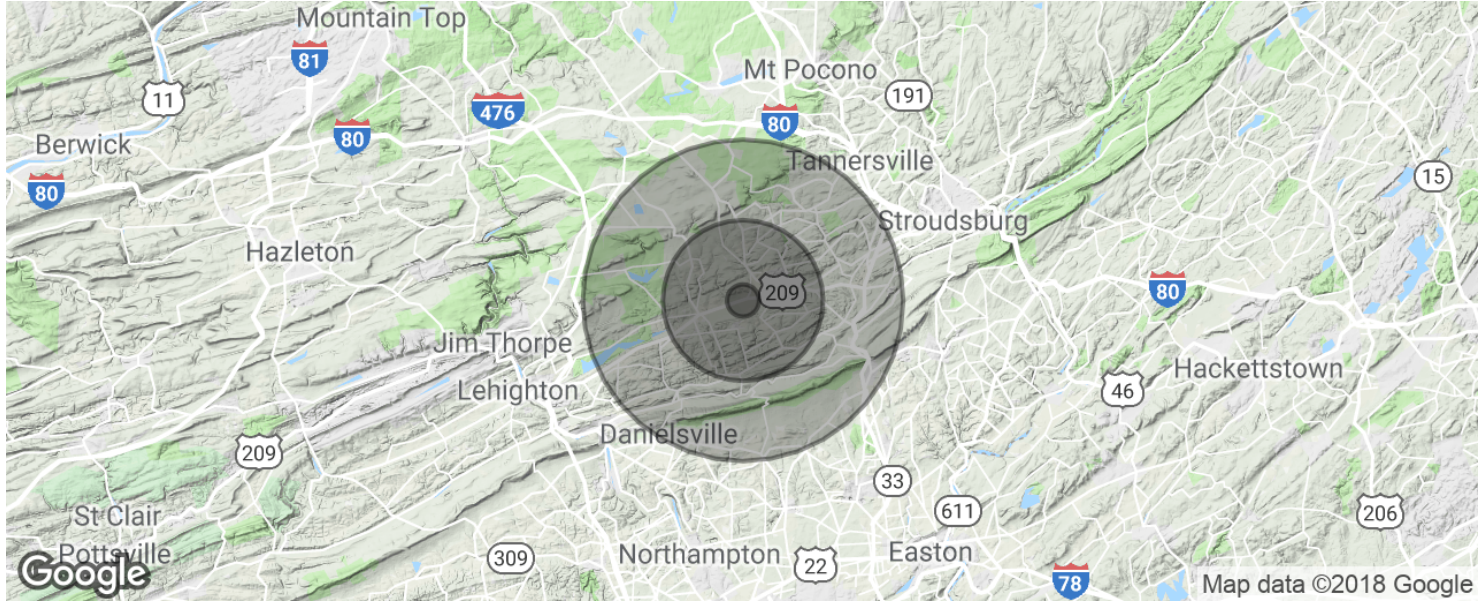 Mountain Top
81
Mt Pocono
11
191
476
80
80
Berwick
Tannersville
15
80
Stroudsburg
Hazleton
209
80
Jim Thorpe
Hackettstown
Lehighton
46
Danielsville
209
33
611
206
St Clair
Pottsville
Northampton
Easton
309
22
Google
78
Map data ©2018 Google